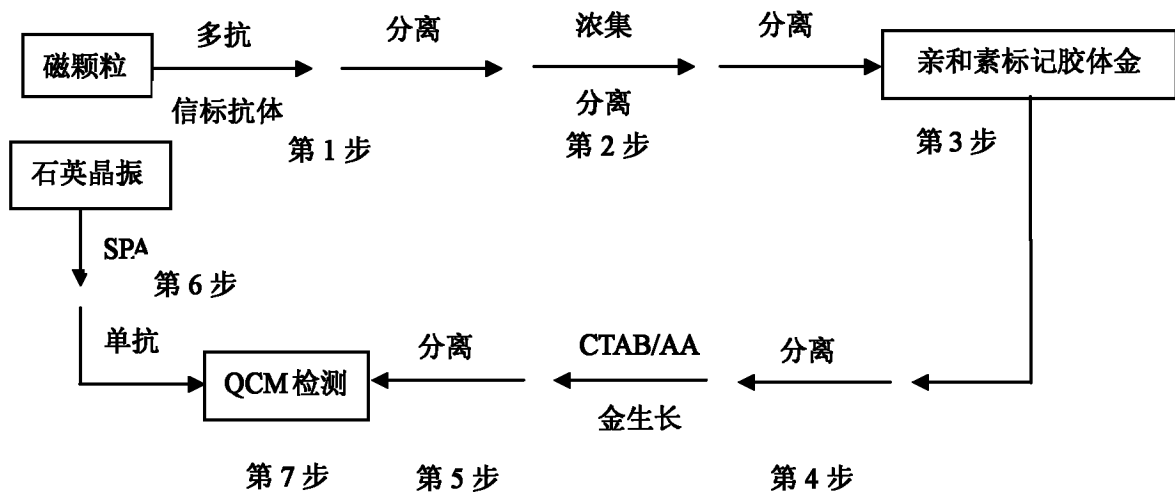 多抗
分离
浓集
分离
磁颗粒
亲和素标记胶体金
信标抗体
分离
第 1 步
第 2 步
第 3 步
石英晶振
SPA
第 6 步
单抗
分离
CTAB/AA
分离
QCM 检测
金生长
第 7 步
第 5 步
第 4 步